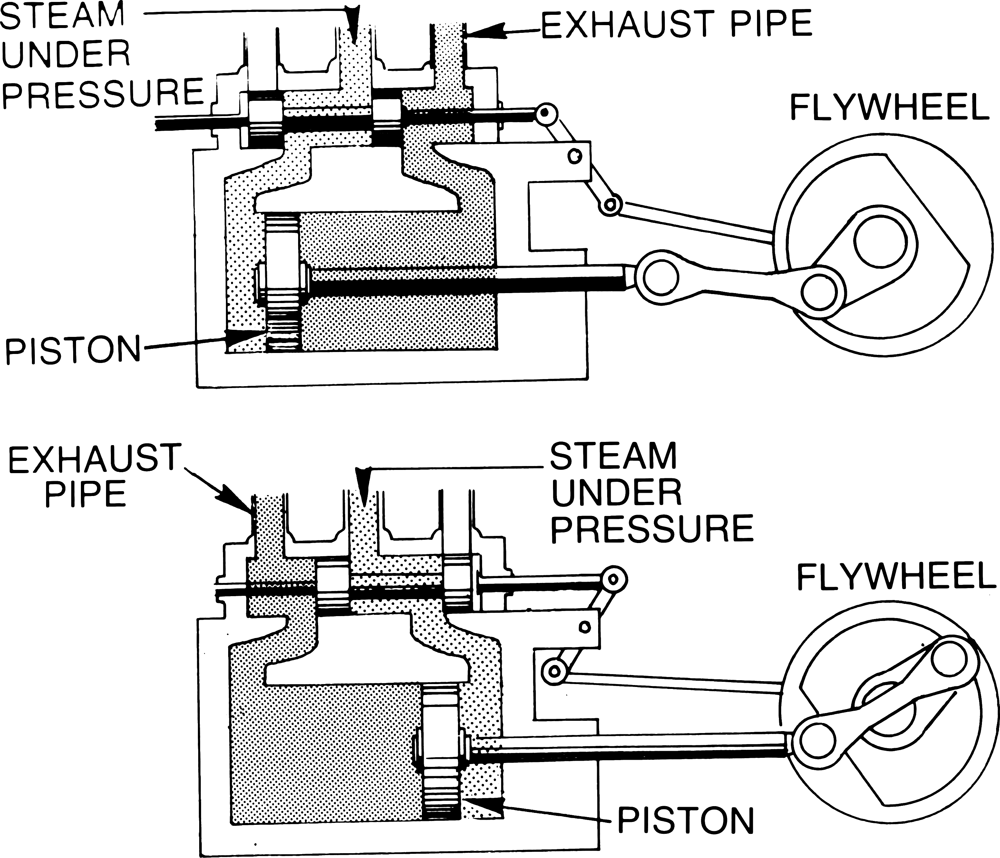 STEAM
UNDER
PRESSURE
EXHAUST PIPE
FLYWHEEL
PISTON
EXHAUST
PIPE
STEAM
UNDER
PRESSURE
FLYWHEEL
PISTON